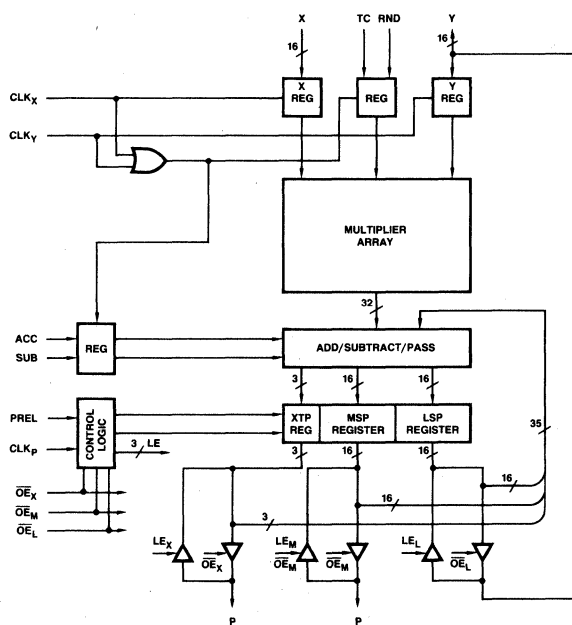 X TC RND Y
16 16
CLKX
X REG REG Y REG
CLKY
MULTIPLIER
ARRAY
32
ACC
SUB
REG
ADD/SUBTRACT/PASS
3 16 16
PREL
CLKP
CONTROL LOGIC
3 LE
XTP REG
MSP REGISTER
LSP REGISTER
35
3 16 16
OEX
OEM
OEL
16
16
3
LEX OEX LEM OEM OEM LEL OEL
P P